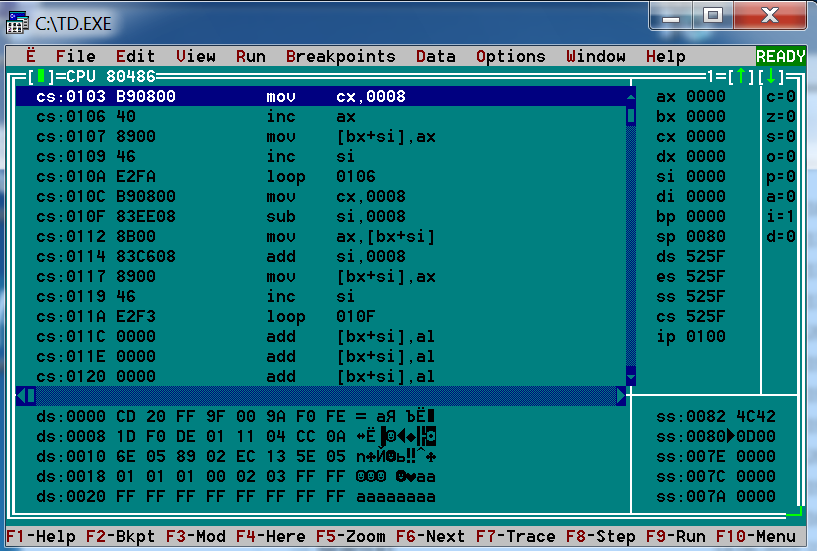 C:\TD.EXE
Ë File Edit View Run Breakpoints Data Options Window Help READY
[▮]=CPU 80486 1=[↑][↓]
cs:0103 B90800 mov cx,0008 ax 0000 c=0
cs:0106 40 inc ax bx 0000 z=0
cs:0107 8900 mov [bx+si],ax cx 0000 s=0
cs:0109 46 inc si dx 0000 o=0
cs:010A E2FA loop 0106 si 0000 p=0
cs:010C B90800 mov cx,0008 di 0000 a=0
cs:010F 83EE08 sub si,0008 bp 0000 i=1
cs:0112 8B00 mov ax,[bx+si] sp 0080 d=0
cs:0114 83C608 add si,0008 ds 525F
cs:0117 8900 mov [bx+si],ax es 525F
cs:0119 46 inc si ss 525F
cs:011A E2F3 loop 010F cs 525F
cs:011C 0000 add [bx+si],al ip 0100
cs:011E 0000 add [bx+si],al
cs:0120 0000 add [bx+si],al
ds:0000 CD 20 FF 9F 00 9A F0 FE = аЯ ЪË ss:0082 4C42
ds:0008 1D F0 DE 01 11 04 CC 0A ss:0080▶0D00
ds:0010 6E 05 89 02 EC 13 5E 05 ss:007E 0000
ds:0018 01 01 01 00 02 03 FF FF ss:007C 0000
ds:0020 FF FF FF FF FF FF FF FF аааааааа ss:007A 0000
F1-Help F2-Bkpt F3-Mod F4-Here F5-Zoom F6-Next F7-Trace F8-Step F9-Run F10-Menu